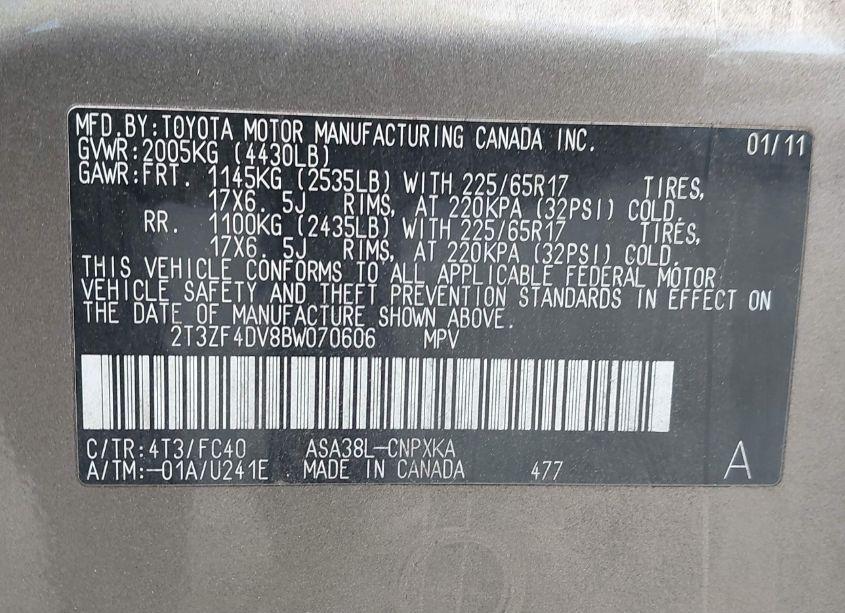 MFD.BY:TOYOTA MOTOR MANUFACTURING CANADA INC. 01/11
GVWR:2005KG (4430LB)
GAWR:FRT. 1145KG (2535LB) WITH 225/65R17 TIRES,
17X6.5J RIMS, AT 220KPA (32PSI) COLD.
RR. 1100KG (2435LB) WITH 225/65R17 TIRES,
17X6.5J RIMS, AT 220KPA (32PSI) COLD.
THIS VEHICLE CONFORMS TO ALL APPLICABLE FEDERAL MOTOR
VEHICLE SAFETY AND THEFT PREVENTION STANDARDS IN EFFECT ON
THE DATE OF MANUFACTURE SHOWN ABOVE.
2T3ZF4DV8BW070606 MPV
C/TR:4T3/FC40 ASA38L-CNPXKA
A/TM:-01A/U241E MADE IN CANADA 477 A